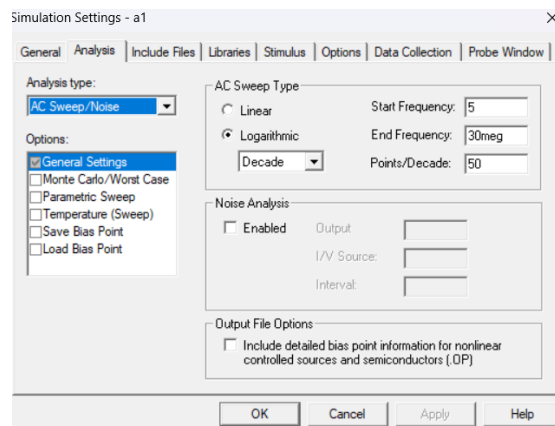 Simulation Settings - a1
General Analysis Include Files Libraries Stimulus Options Data Collection Probe Window
Analysis type:
AC Sweep/Noise
Options:
General Settings
Monte Carlo/Worst Case
Parametric Sweep
Temperature (Sweep)
Save Bias Point
Load Bias Point
AC Sweep Type
Linear
Logarithmic
Decade
Start Frequency: 5
End Frequency: 30meg
Points/Decade: 50
Noise Analysis
Enabled
Output
I/V Source:
Interval:
Output File Options
Include detailed bias point information for nonlinear
controlled sources and semiconductors (.OP)
OK Cancel Apply Help